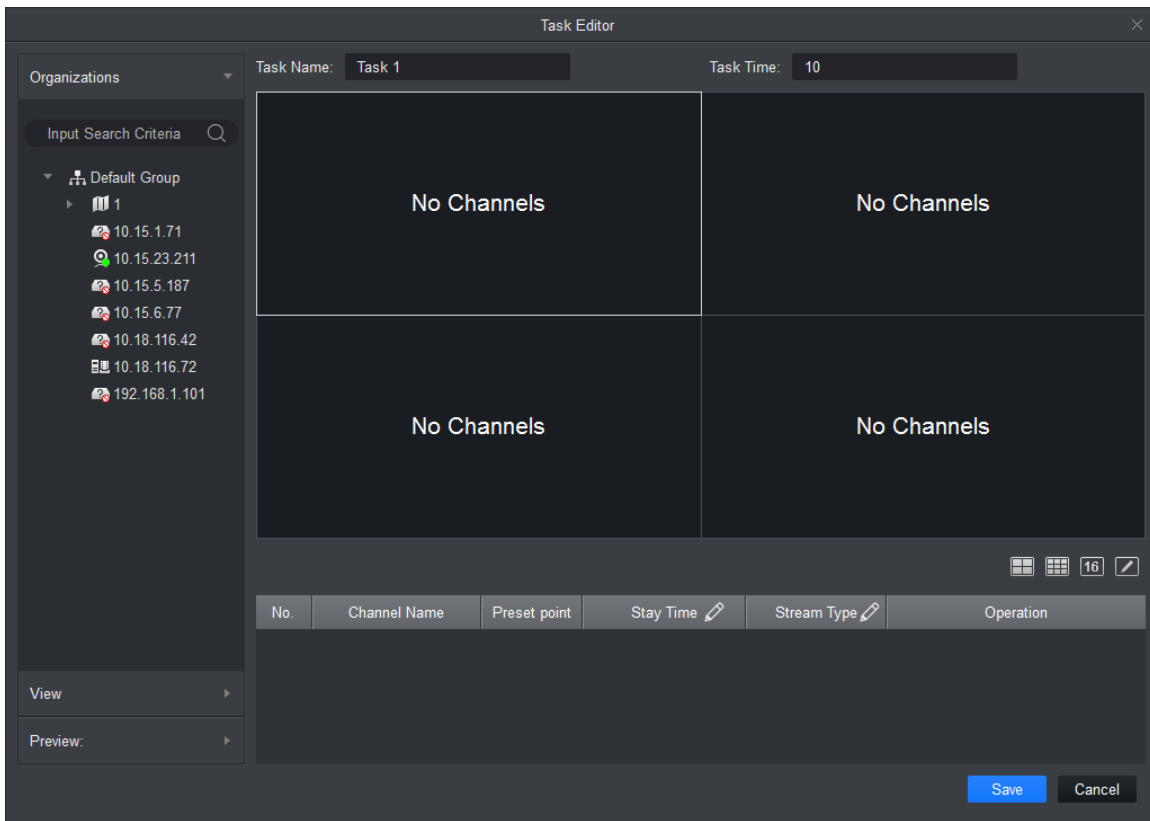 Task Editor
Organizations
Task Name: Task 1
Task Time: 10
Input Search Criteria
Default Group
1
10.15.1.71
10.15.23.211
10.15.5.187
10.15.6.77
10.18.116.42
10.18.116.72
192.168.1.101
No Channels
No Channels
No Channels
No Channels
16
No. Channel Name Preset point Stay Time Stream Type Operation
View
Preview:
Save Cancel